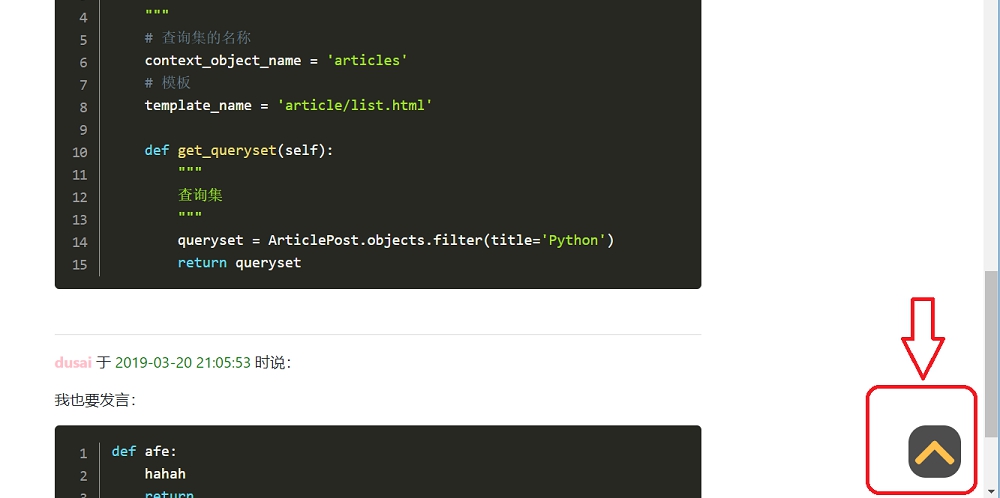 4 """
5 # 查询集的名称
6 context_object_name = 'articles'
7 # 模板
8 template_name = 'article/list.html'
9
10 def get_queryset(self):
11 """
12 查询集
13 """
14 queryset = ArticlePost.objects.filter(title='Python')
15 return queryset
dusai 于 2019-03-20 21:05:53 时说：
我也要发言：
1 def afe:
2 hahah
3 return